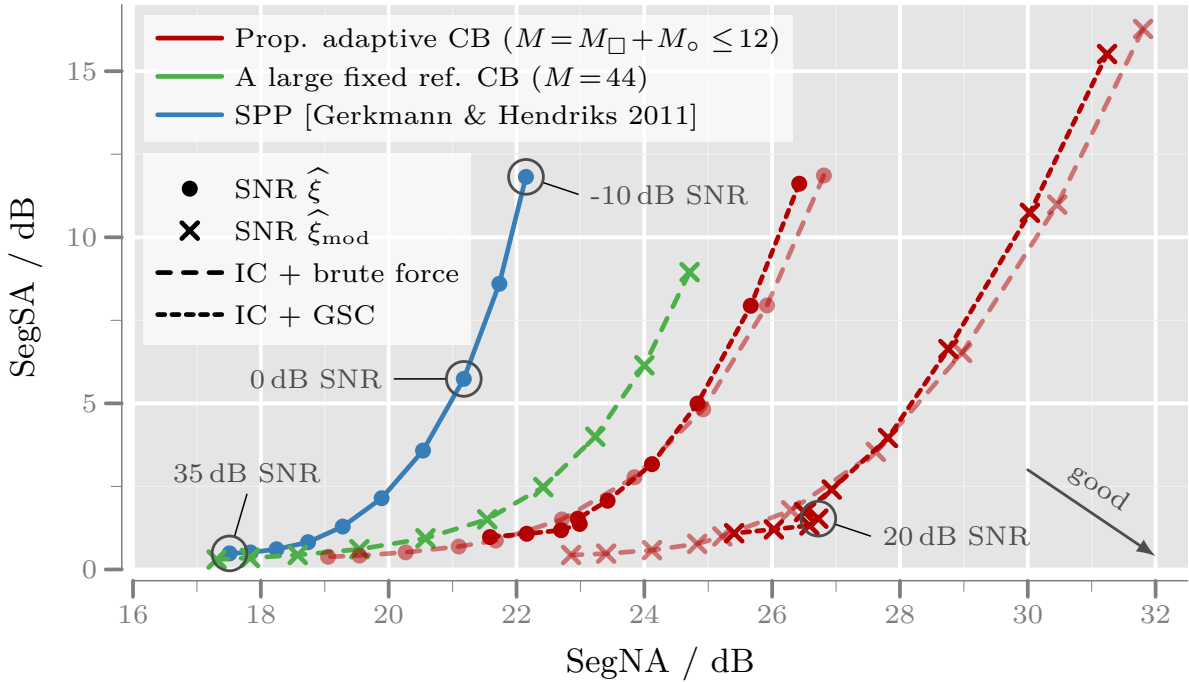 Prop. adaptive CB (M = M□ + M○ ≤ 12)
A large fixed ref. CB (M = 44)
SPP [Gerkmann & Hendriks 2011]
SNR ξ̂
SNR ξ̂mod
IC + brute force
IC + GSC
-10 dB SNR
0 dB SNR
35 dB SNR
20 dB SNR
good
SegSA / dB
15
10
5
0
16 18 20 22 24 26 28 30 32
SegNA / dB